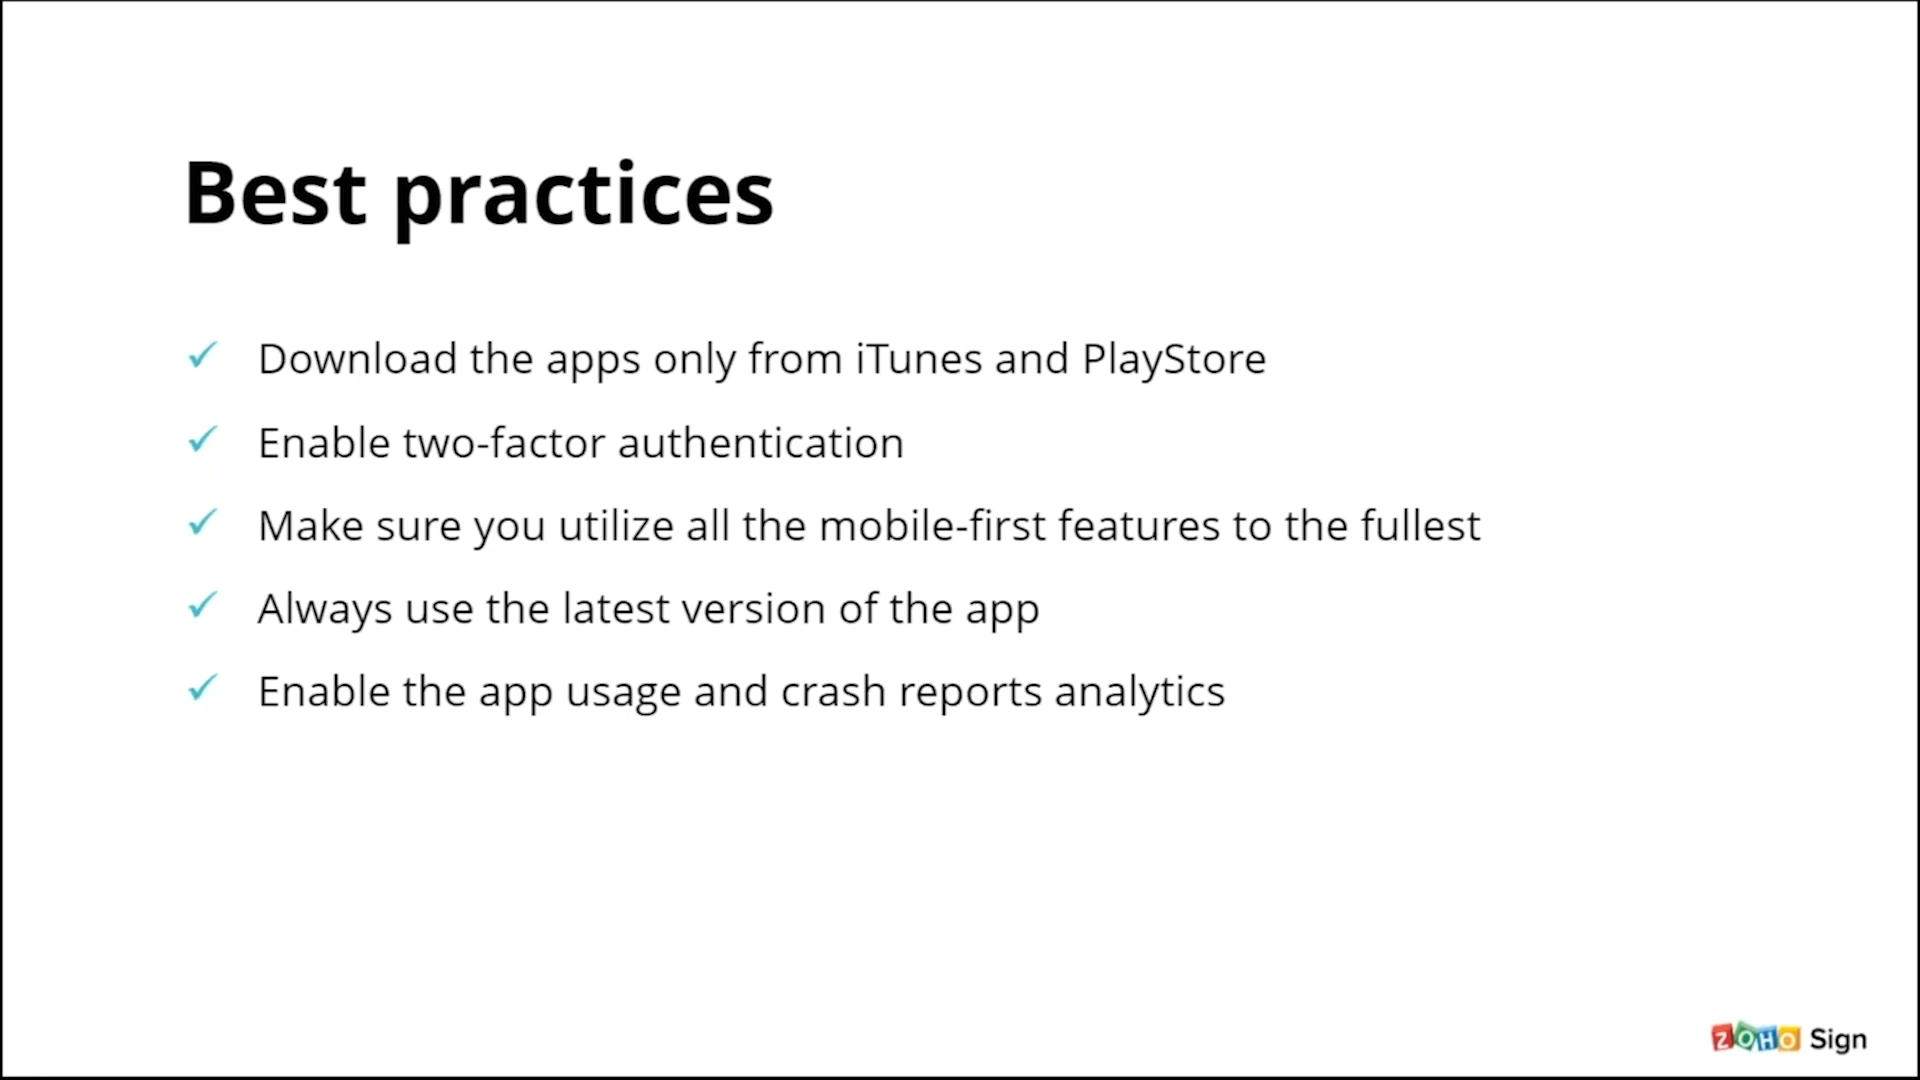 Best practices
Download the apps only from iTunes and PlayStore
Enable two-factor authentication
Make sure you utilize all the mobile-first features to the fullest
Always use the latest version of the app
Enable the app usage and crash reports analytics
ZOHO Sign